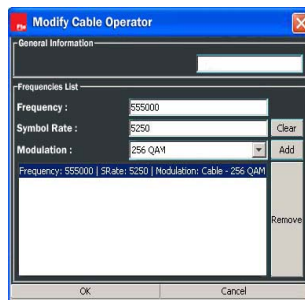 Modify Cable Operator
General Information
Frequencies List
Frequency :
555000
Symbol Rate :
5250
Clear
Modulation :
256 QAM
Add
Frequency: 555000 | SRate: 5250 | Modulation: Cable - 256 QAM
Remove
OK
Cancel